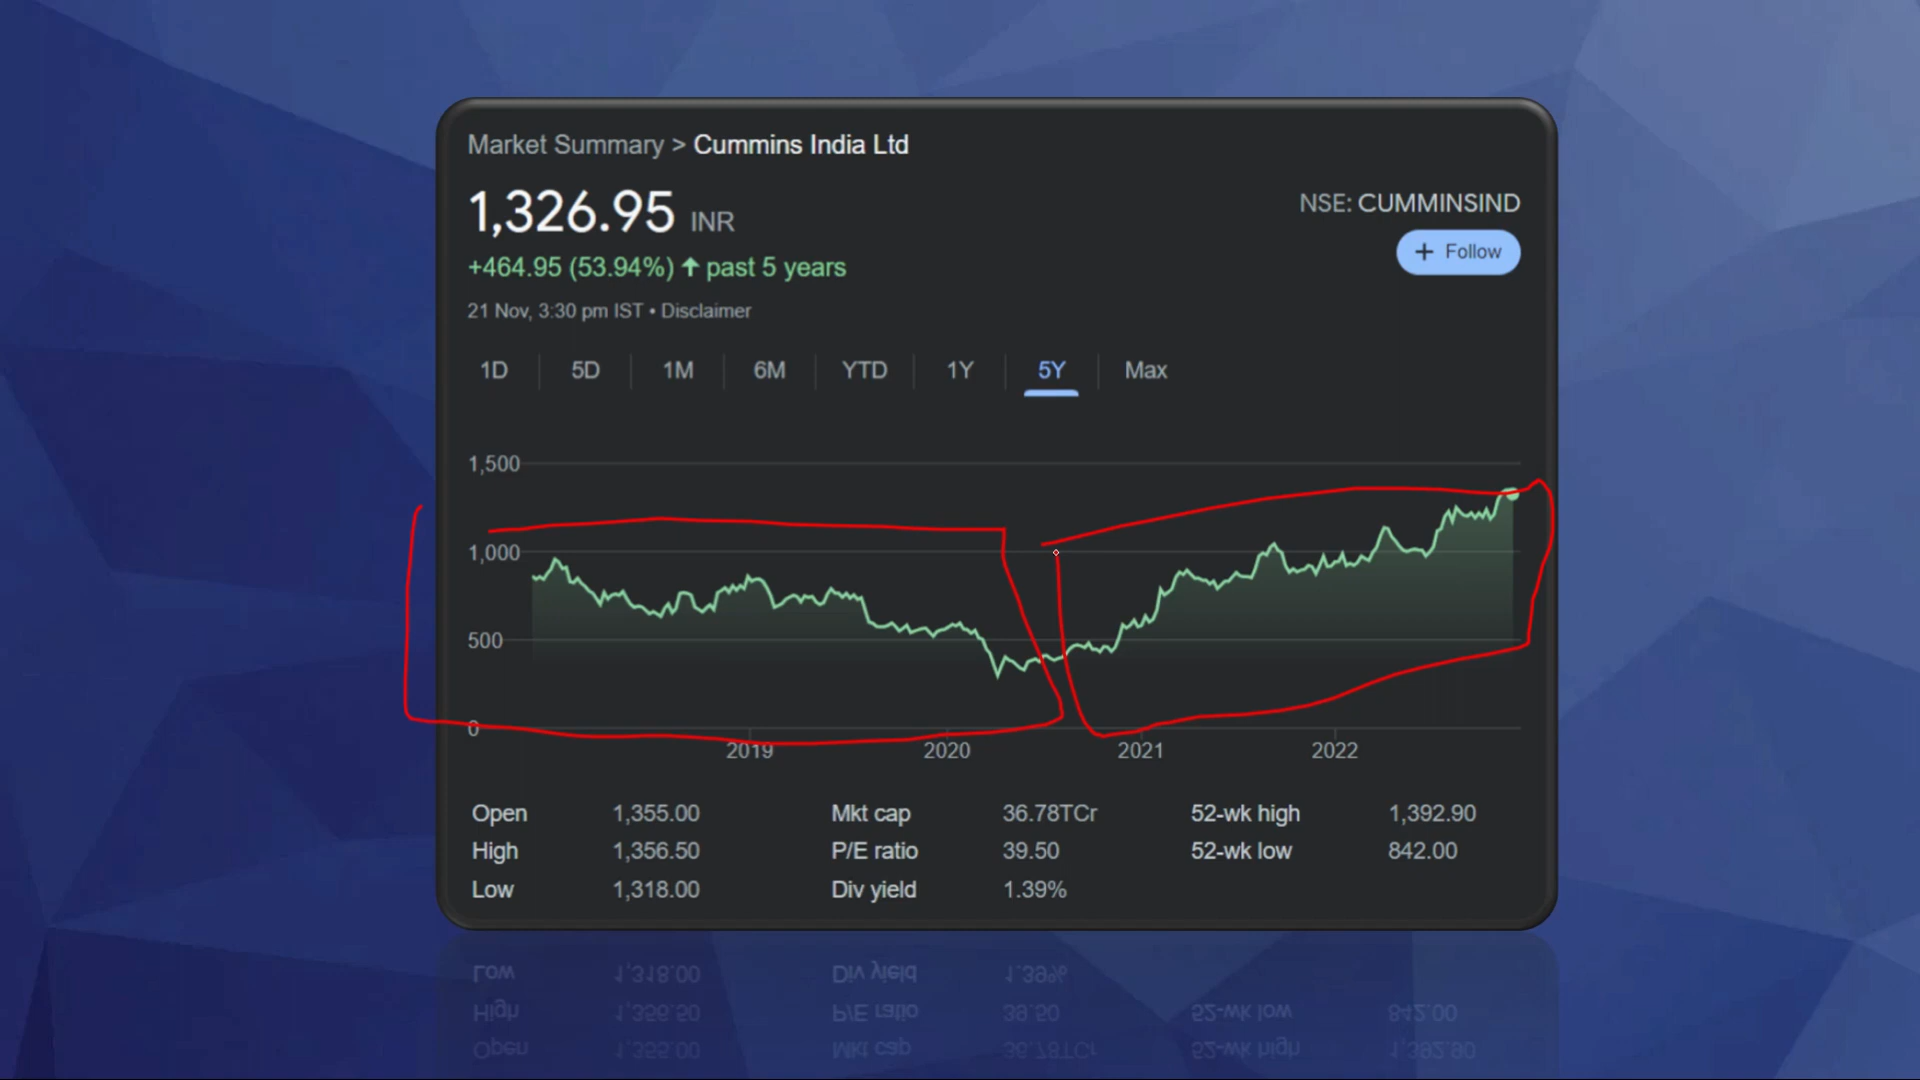 Market Summary > Cummins India Ltd
1,326.95 INR
NSE: CUMMINSIND
+ Follow
+464.95 (53.94%) ↑ past 5 years
21 Nov, 3:30 pm IST • Disclaimer
1D 5D 1M 6M YTD 1Y 5Y Max
1,500
1,000
500
0
2019 2020 2021 2022
Open 1,355.00 Mkt cap 36.78TCr 52-wk high 1,392.90
High 1,356.50 P/E ratio 39.50 52-wk low 842.00
Low 1,318.00 Div yield 1.39%